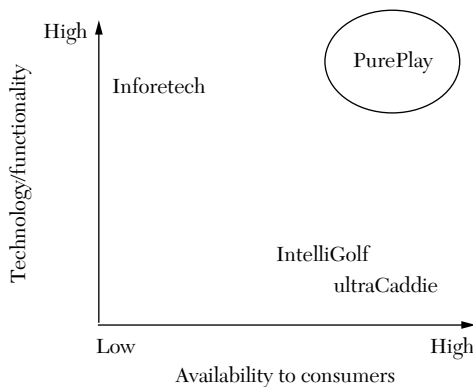 High
PurePlay
Inforetech
Technology/functionality
IntelliGolf
ultraCaddie
Low
High
Availability to consumers